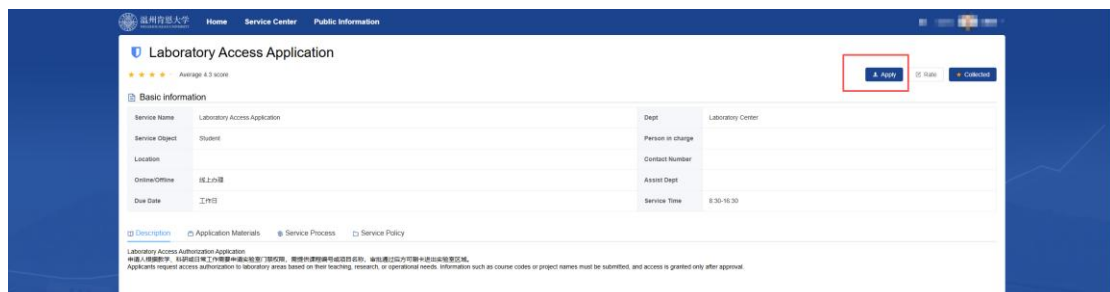 温州肯恩大学
Home
Service Center
Public Information
Laboratory Access Application
Average 4.3 score
Apply
Rate
Collected
Basic information
Service Name
Laboratory Access Application
Dept
Laboratory Center
Service Object
Student
Person in charge
Location
Contact Number
Online/Offline
线上办理
Assist Dept
Due Date
工作日
Service Time
8:30-16:30
Description
Application Materials
Service Process
Service Policy
Laboratory Access Authorization Application
申请人根据教学、科研或日常工作需要申请实验室门禁权限，需提供课程编号或项目名称，审批通过后方可刷卡进出实验室区域。
Applicants request access authorization to laboratory areas based on their teaching, research, or operational needs. Information such as course codes or project names must be submitted, and access is granted only after approval.